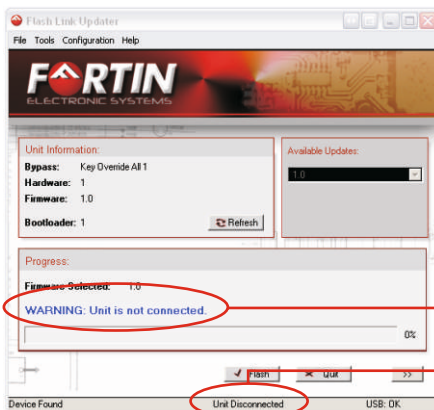 Flash Link Updater
File Tools Configuration Help
FORTIN
ELECTRONIC SYSTEMS
Unit Information:
Bypass: Key Override All 1
Hardware: 1
Firmware: 1.0
Bootloader: 1
Refresh
Available Updates:
1.0
Progress:
Firmware Selected: 1.0
WARNING: Unit is not connected.
0%
Flash
Quit
>>
Device Found
Unit Disconnected
USB: OK